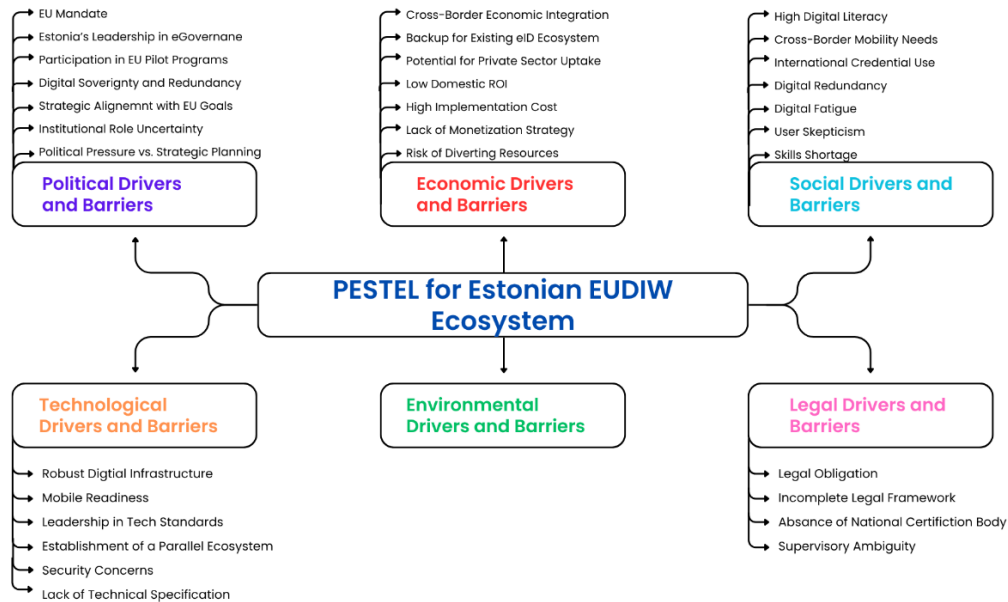 EU Mandate
Estonia's Leadership in eGovernane
Participation in EU Pilot Programs
Digital Soverignty and Redundancy
Strategic Alignemnt with EU Goals
Institutional Role Uncertainty
Political Pressure vs. Strategic Planning
Political Drivers
and Barriers
Cross-Border Economic Integration
Backup for Existing eID Ecosystem
Potential for Private Sector Uptake
Low Domestic ROI
High Implementation Cost
Lack of Monetization Strategy
Risk of Diverting Resources
Economic Drivers
and Barriers
High Digital Literacy
Cross-Border Mobility Needs
International Credential Use
Digital Redundancy
Digital Fatigue
User Skepticism
Skills Shortage
Social Drivers and
Barriers
PESTEL for Estonian EUDIW
Ecosystem
Technological
Drivers and Barriers
Robust Digtial Infrastructure
Mobile Readiness
Leadership in Tech Standards
Establishment of a Parallel Ecosystem
Security Concerns
Lack of Technical Specification
Environmental
Drivers and Barriers
Legal Drivers and
Barriers
Legal Obligation
Incomplete Legal Framework
Absence of National Certifiction Body
Supervisory Ambiguity